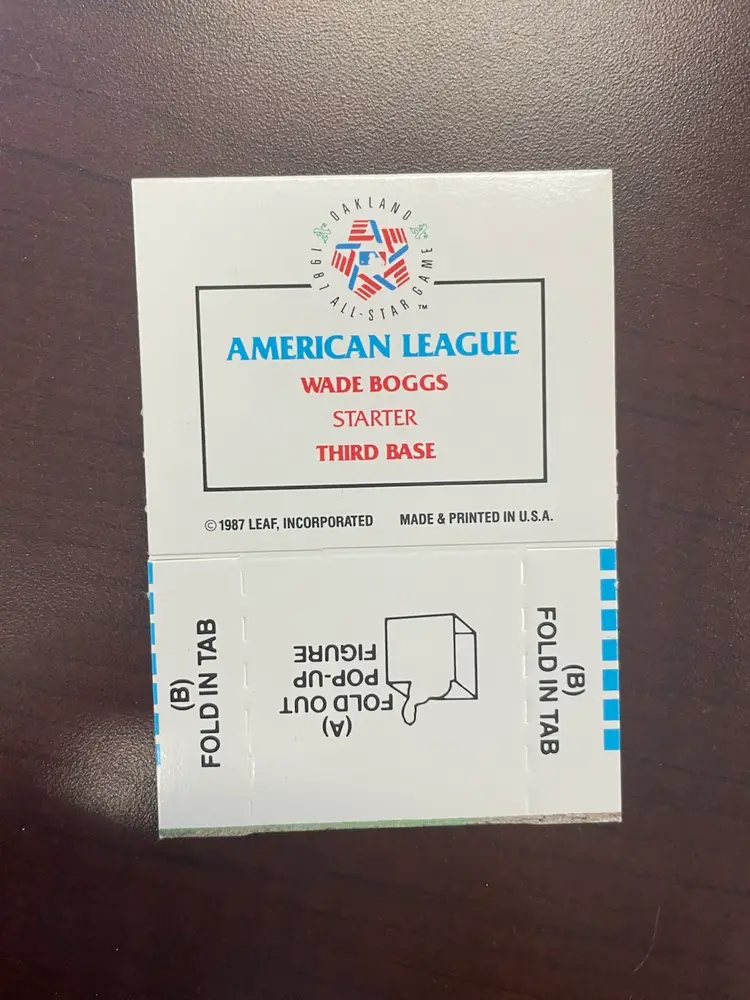 OAKLAND
1987 ALL-STAR GAME ™
AMERICAN LEAGUE
WADE BOGGS
STARTER
THIRD BASE
© 1987 LEAF, INCORPORATED MADE & PRINTED IN U.S.A.
(B)
FOLD IN TAB
(A)
FOLD OUT
POP-UP
FIGURE
(B)
FOLD IN TAB